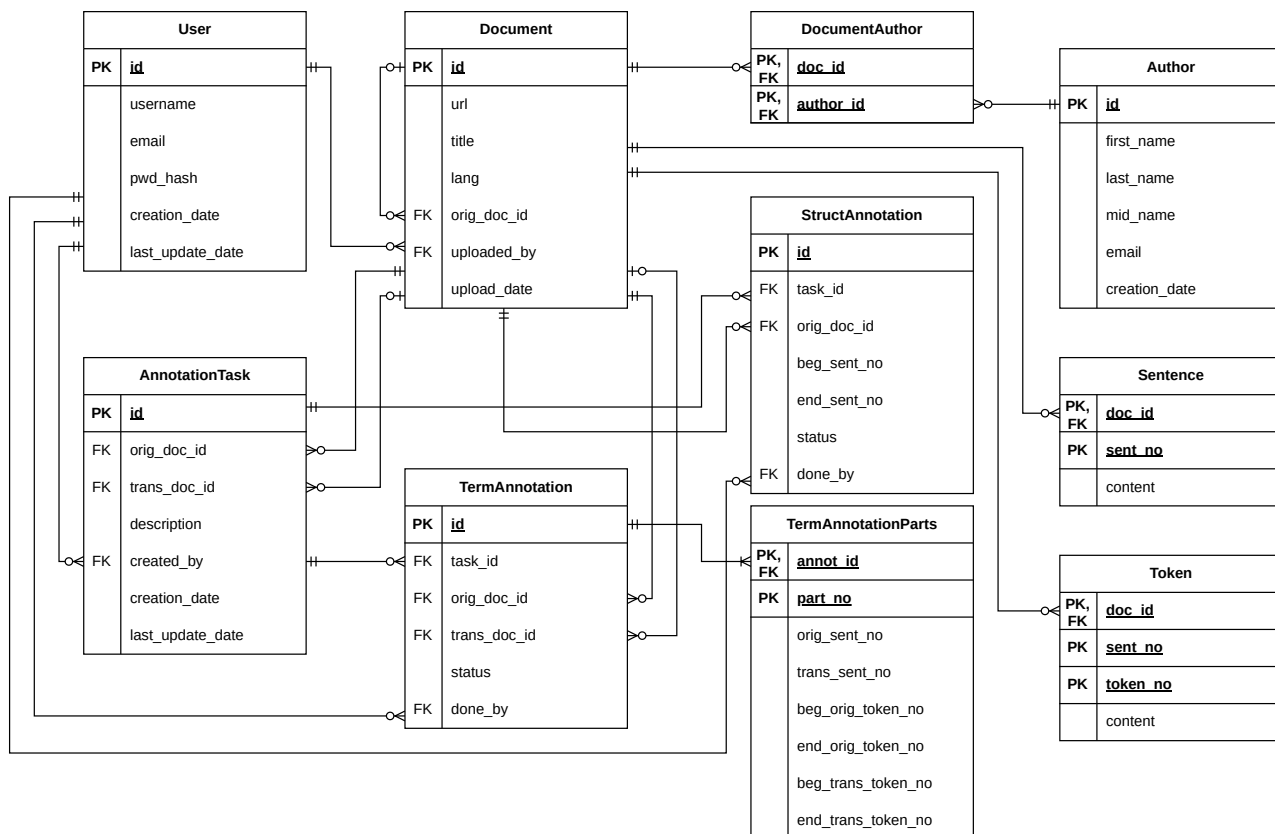 User
PK id
username
email
pwd_hash
creation_date
last_update_date
Document
PK id
url
title
lang
FK orig_doc_id
FK uploaded_by
upload_date
DocumentAuthor
PK, FK doc_id
PK, FK author_id
Author
PK id
first_name
last_name
mid_name
email
creation_date
StructAnnotation
PK id
FK task_id
FK orig_doc_id
beg_sent_no
end_sent_no
status
FK done_by
AnnotationTask
PK id
FK orig_doc_id
FK trans_doc_id
description
FK created_by
creation_date
last_update_date
TermAnnotation
PK id
FK task_id
FK orig_doc_id
FK trans_doc_id
status
FK done_by
TermAnnotationParts
PK, FK annot_id
PK part_no
orig_sent_no
trans_sent_no
beg_orig_token_no
end_orig_token_no
beg_trans_token_no
end_trans_token_no
Sentence
PK, FK doc_id
PK sent_no
content
Token
PK, FK doc_id
PK sent_no
PK token_no
content